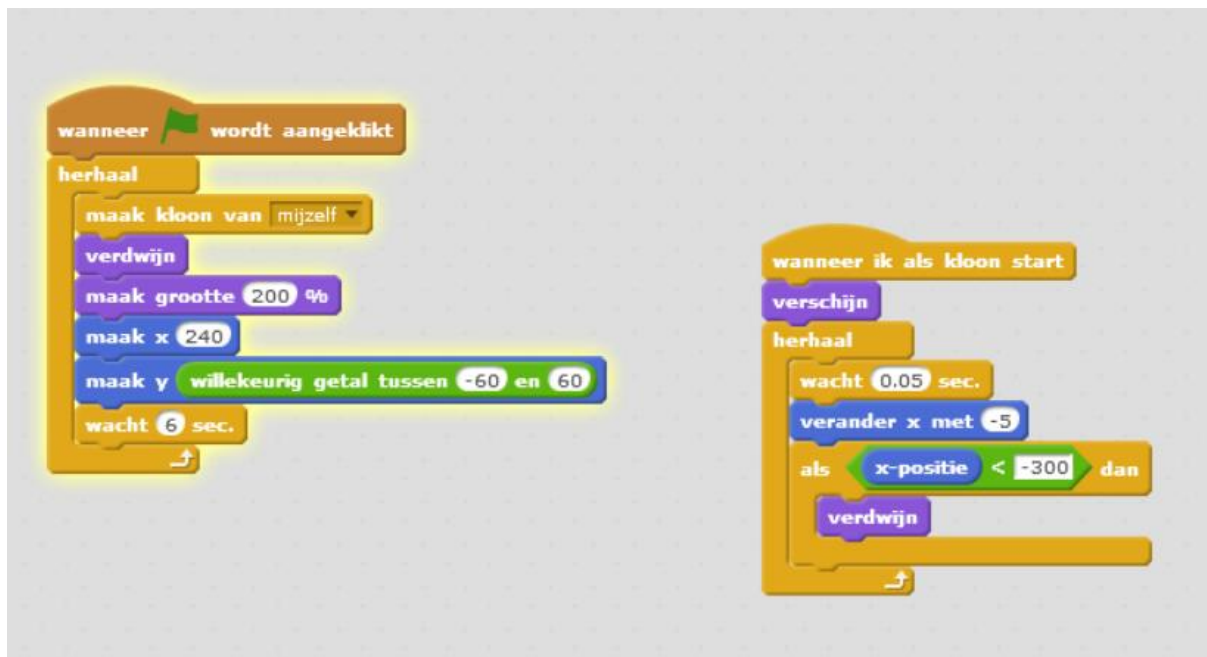 wanneer wordt aangeklikt
herhaal
maak kloon van mijzelf
verdwijn
maak grootte 200 %
maak x 240
maak y willekeurig getal tussen -60 en 60
wacht 6 sec.
wanneer ik als kloon start
verschijn
herhaal
wacht 0.05 sec.
verander x met -5
als x-positie < -300 dan
verdwijn